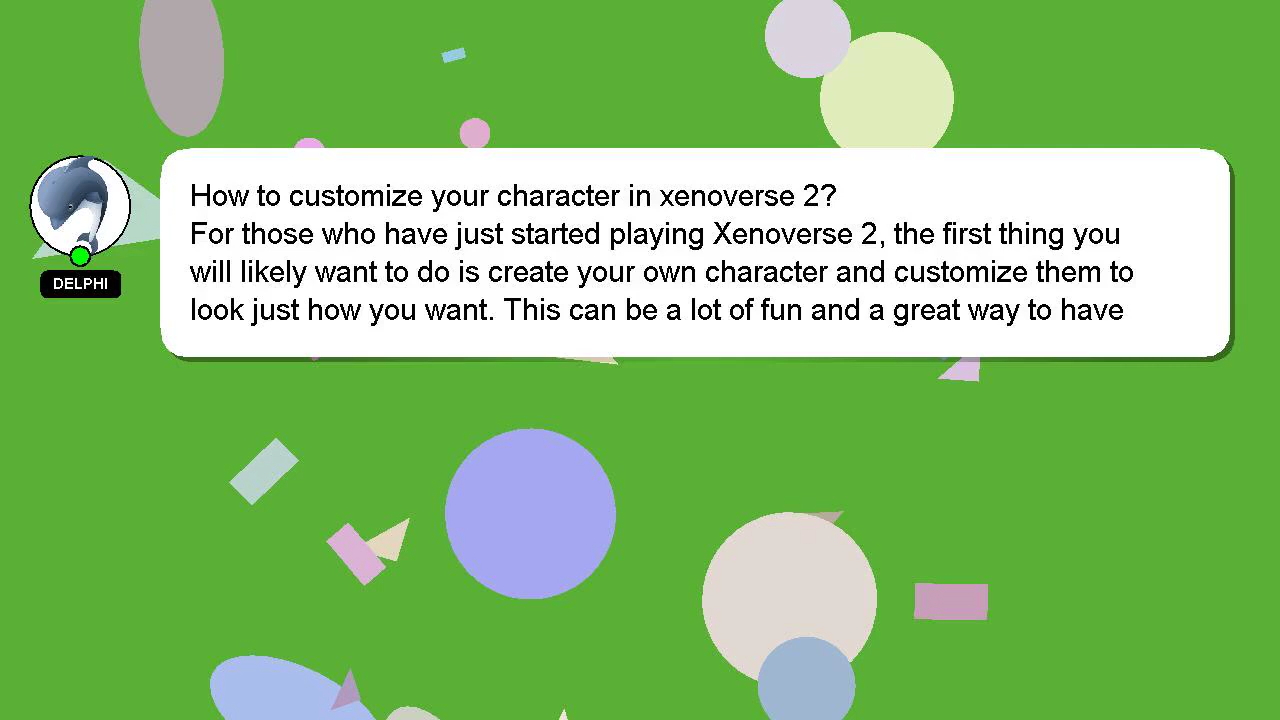 How to customize your character in xenoverse 2?
For those who have just started playing Xenoverse 2, the first thing you
will likely want to do is create your own character and customize them to
look just how you want. This can be a lot of fun and a great way to have
DELPHI